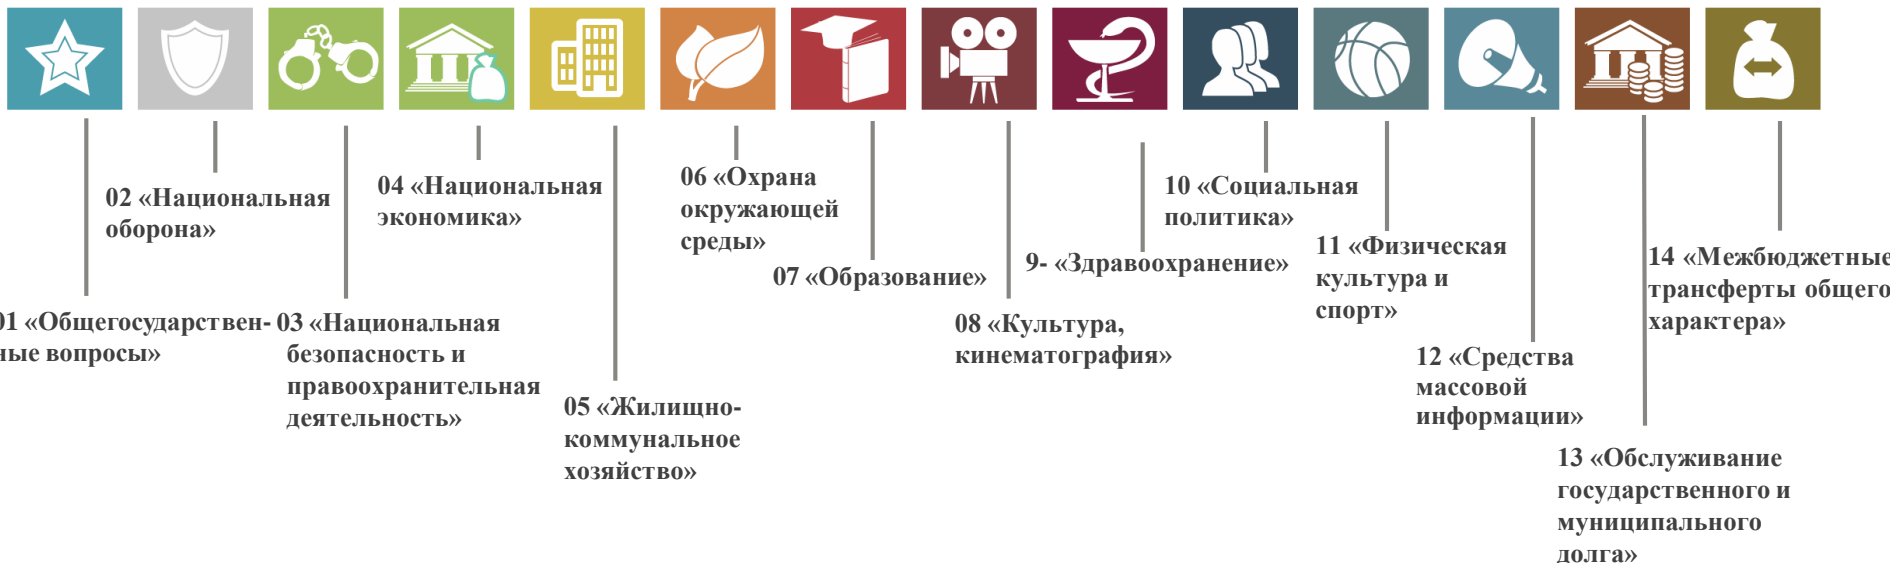 01 «Общегосударствен-
ные вопросы»
02 «Национальная
оборона»
03 «Национальная
безопасность и
правоохранительная
деятельность»
04 «Национальная
экономика»
05 «Жилищно-
коммунальное
хозяйство»
06 «Охрана
окружающей
среды»
07 «Образование»
08 «Культура,
кинематография»
9- «Здравоохранение»
10 «Социальная
политика»
11 «Физическая
культура и
спорт»
12 «Средства
массовой
информации»
13 «Обслуживание
государственного и
муниципального
долга»
14 «Межбюджетные
трансферты общего
характера»